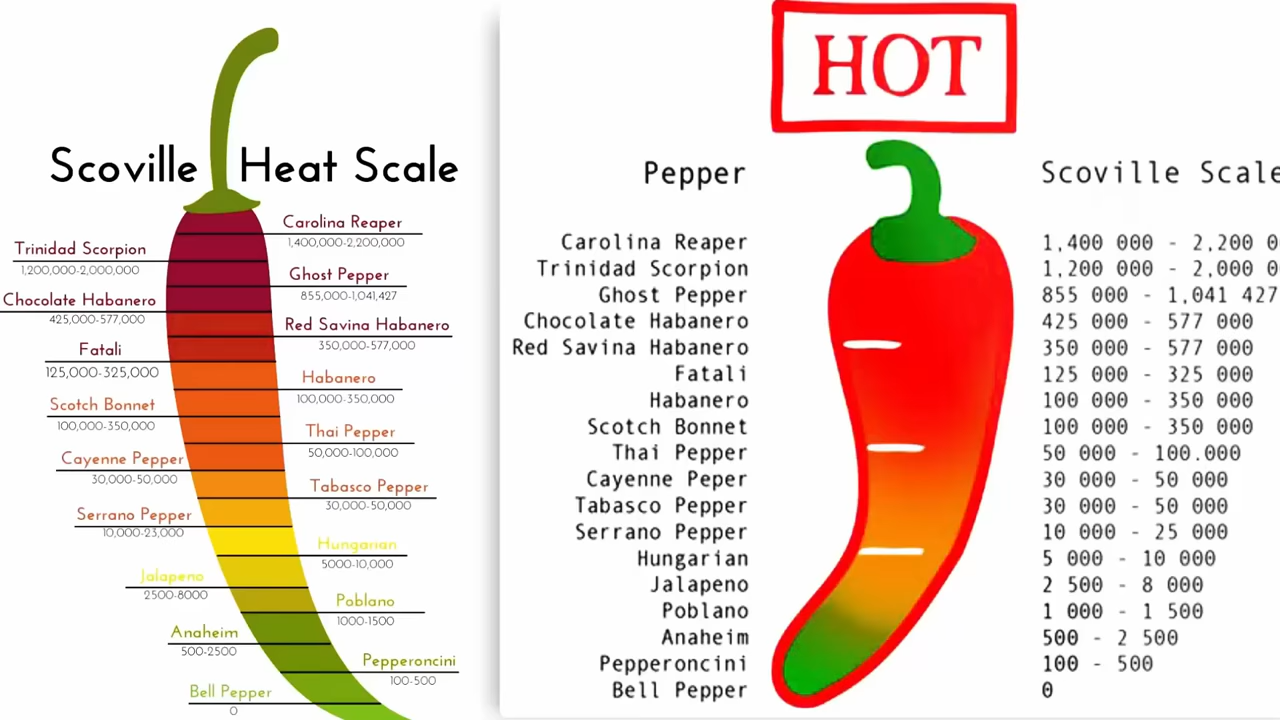 Scoville Heat Scale
Carolina Reaper
1,400,000-2,200,000
Trinidad Scorpion
1,200,000-2,000,000
Ghost Pepper
855,000-1,041,427
Chocolate Habanero
425,000-577,000
Red Savina Habanero
350,000-577,000
Fatali
125,000-325,000
Habanero
100,000-350,000
Scotch Bonnet
100,000-350,000
Thai Pepper
50,000-100,000
Cayenne Pepper
30,000-50,000
Tabasco Pepper
30,000-50,000
Serrano Pepper
10,000-23,000
Hungarian
5000-10,000
Jalapeno
2500-8000
Poblano
1000-1500
Anaheim
500-2500
Pepperoncini
100-500
Bell Pepper
0
HOT
Pepper Scoville Scale
Carolina Reaper 1,400 000 - 2,200 0
Trinidad Scorpion 1,200 000 - 2,000 0
Ghost Pepper 855 000 - 1,041 427
Chocolate Habanero 425 000 - 577 000
Red Savina Habanero 350 000 - 577 000
Fatali 125 000 - 325 000
Habanero 100 000 - 350 000
Scotch Bonnet 100 000 - 350 000
Thai Pepper 50 000 - 100.000
Cayenne Peper 30 000 - 50 000
Tabasco Pepper 30 000 - 50 000
Serrano Pepper 10 000 - 25 000
Hungarian 5 000 - 10 000
Jalapeno 2 500 - 8 000
Poblano 1 000 - 1 500
Anaheim 500 - 2 500
Pepperoncini 100 - 500
Bell Pepper 0